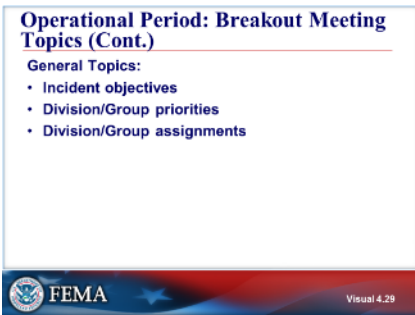 Operational Period: Breakout Meeting
Topics (Cont.)
General Topics:
• Incident objectives
• Division/Group priorities
• Division/Group assignments
FEMA
Visual 4.29